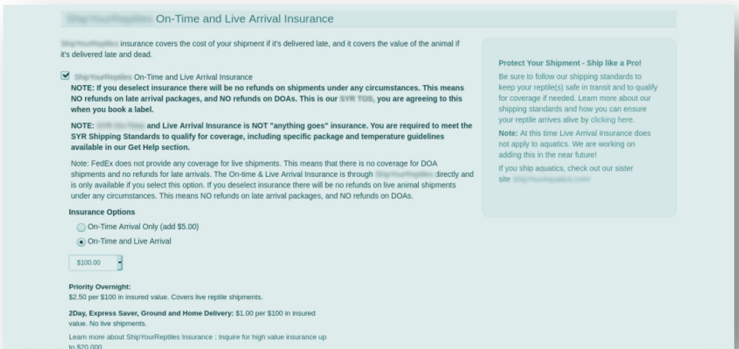 On-Time and Live Arrival Insurance
insurance covers the cost of your shipment if it's delivered late, and it covers the value of the animal if
it's delivered late and dead.
On-Time and Live Arrival Insurance
NOTE: If you deselect insurance there will be no refunds on shipments under any circumstances. This means
NO refunds on late arrival packages, and NO refunds on DOAs. This is our SYR TOS, you are agreeing to this
when you book a label.
NOTE: and Live Arrival Insurance is NOT "anything goes" insurance. You are required to meet the
SYR Shipping Standards to qualify for coverage, including specific package and temperature guidelines
available in our Get Help section.
Note: FedEx does not provide any coverage for live shipments. This means that there is no coverage for DOA
shipments and no refunds for late arrivals. The On-time & Live Arrival Insurance is through directly and
is only available if you select this option. If you deselect insurance there will be no refunds on live animal shipments
under any circumstances. This means NO refunds on late arrival packages, and NO refunds on DOAs.
Insurance Options
On-Time Arrival Only (add $5.00)
On-Time and Live Arrival
$100.00
Priority Overnight:
$2.50 per $100 in insured value. Covers live reptile shipments.
2Day, Express Saver, Ground and Home Delivery: $1.00 per $100 in insured
value. No live shipments.
Learn more about ShipYourReptiles Insurance : Inquire for high value insurance up
to $20,000
Protect Your Shipment - Ship like a Pro!
Be sure to follow our shipping standards to
keep your reptile(s) safe in transit and to qualify
for coverage if needed. Learn more about our
shipping standards and how you can ensure
your reptile arrives alive by clicking here.
Note: At this time Live Arrival Insurance does
not apply to aquatics. We are working on
adding this in the near future!
If you ship aquatics, check out our sister
site